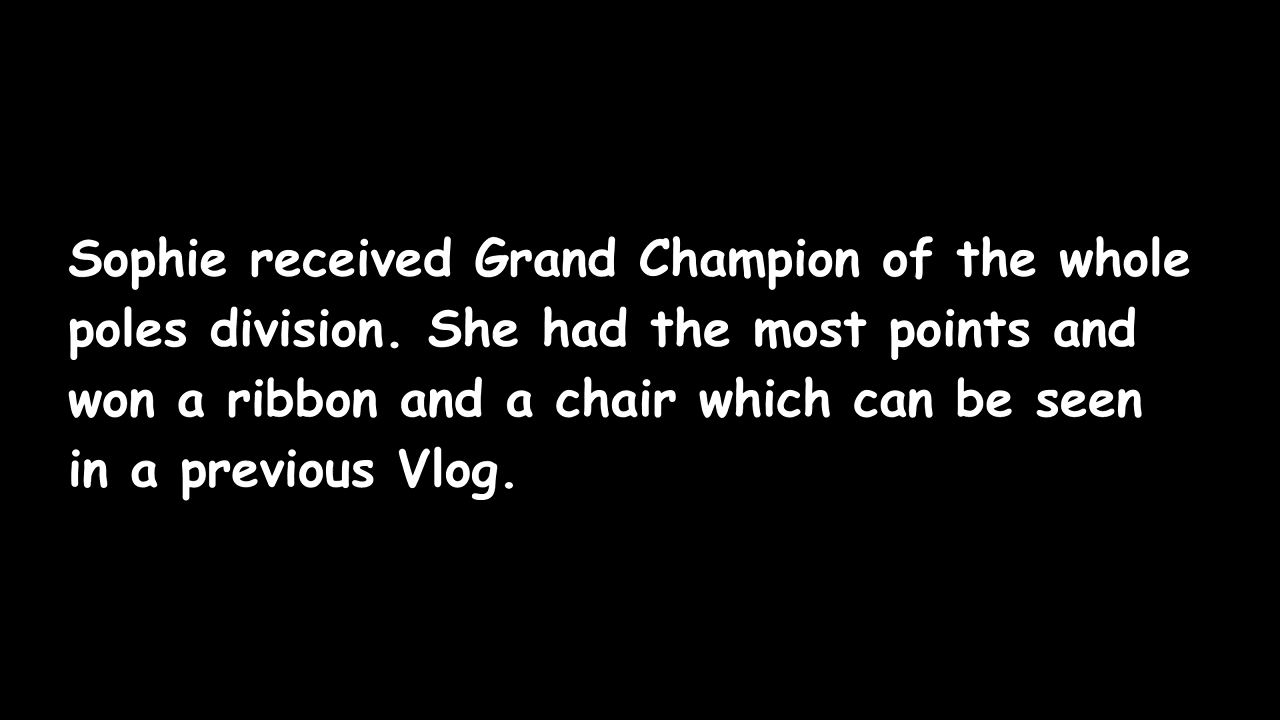 Sophie received Grand Champion of the whole
poles division. She had the most points and
won a ribbon and a chair which can be seen
in a previous Vlog.